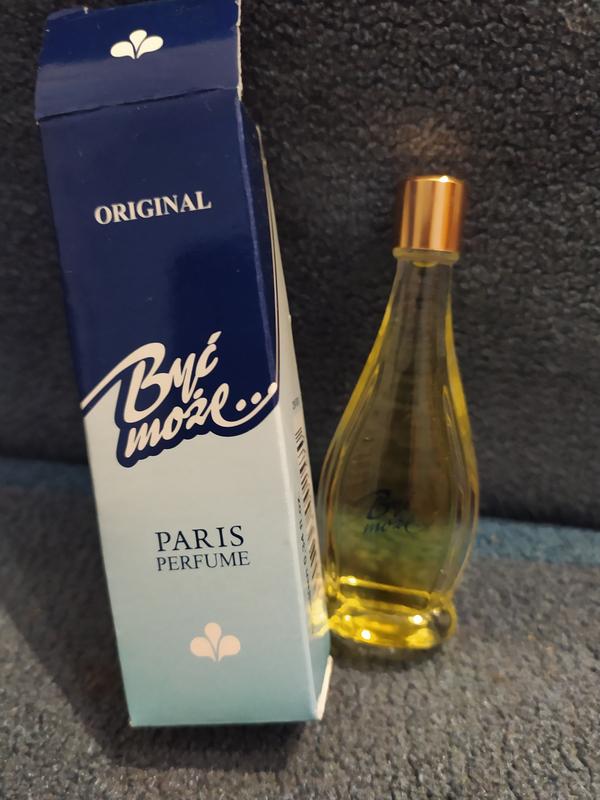 ORIGINAL
Być
może...
PARIS
PERFUME
Być
może